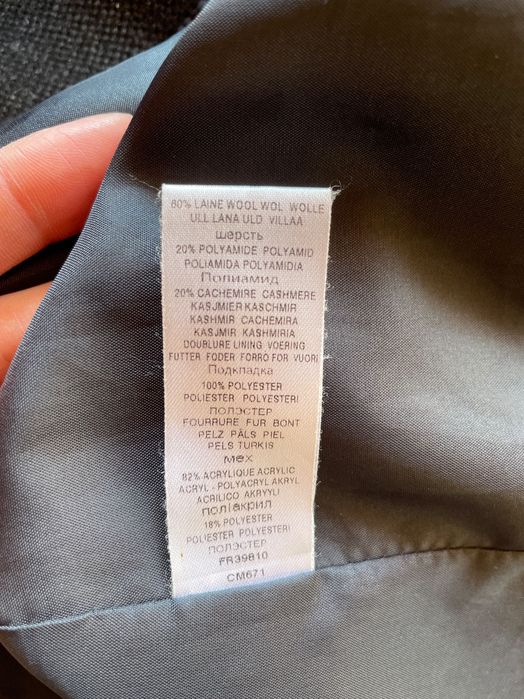 60% LAINE WOOL WOL WOLLE
ULL LANA ULD VILLAA
шерсть
20% POLYAMIDE POLYAMID
POLIAMIDA POLYAMIDIA
Полиамид
20% CACHEMIRE CASHMERE
KASJMIER KASCHMIR
KASHMIR CACHEMIRA
KASJMIR KASHMIRIA
DOUBLURE LINING VOERING
FUTTER FODER FORRO FOR VUORI
Подкладка
100% POLYESTER
POLIESTER POLYESTERI
ПОЛЭСТЕР
FOURRURE FUR BONT
PELZ PÄLS PIEL
PELS TURKIS
мех
82% ACRYLIQUE ACRYLIC
ACRYL - POLYACRYL AKRYL
ACRILICO AKRYYLI
пол|акрил
18% POLYESTER
POLIESTER POLYESTERI
ПОЛЭСТЕР
FR39810
CM671